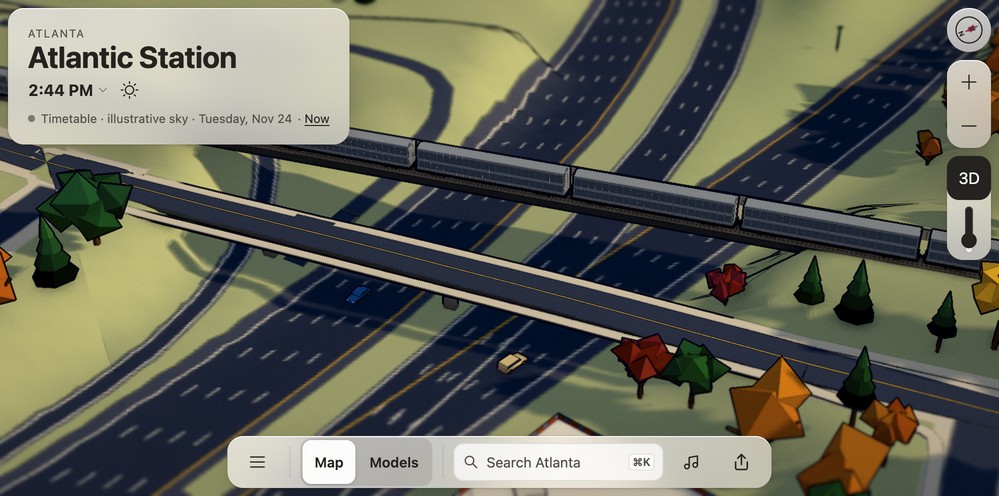 ATLANTA
Atlantic Station
2:44 PM
Timetable · illustrative sky · Tuesday, Nov 24 · Now
3D
Map
Models
Search Atlanta
⌘K